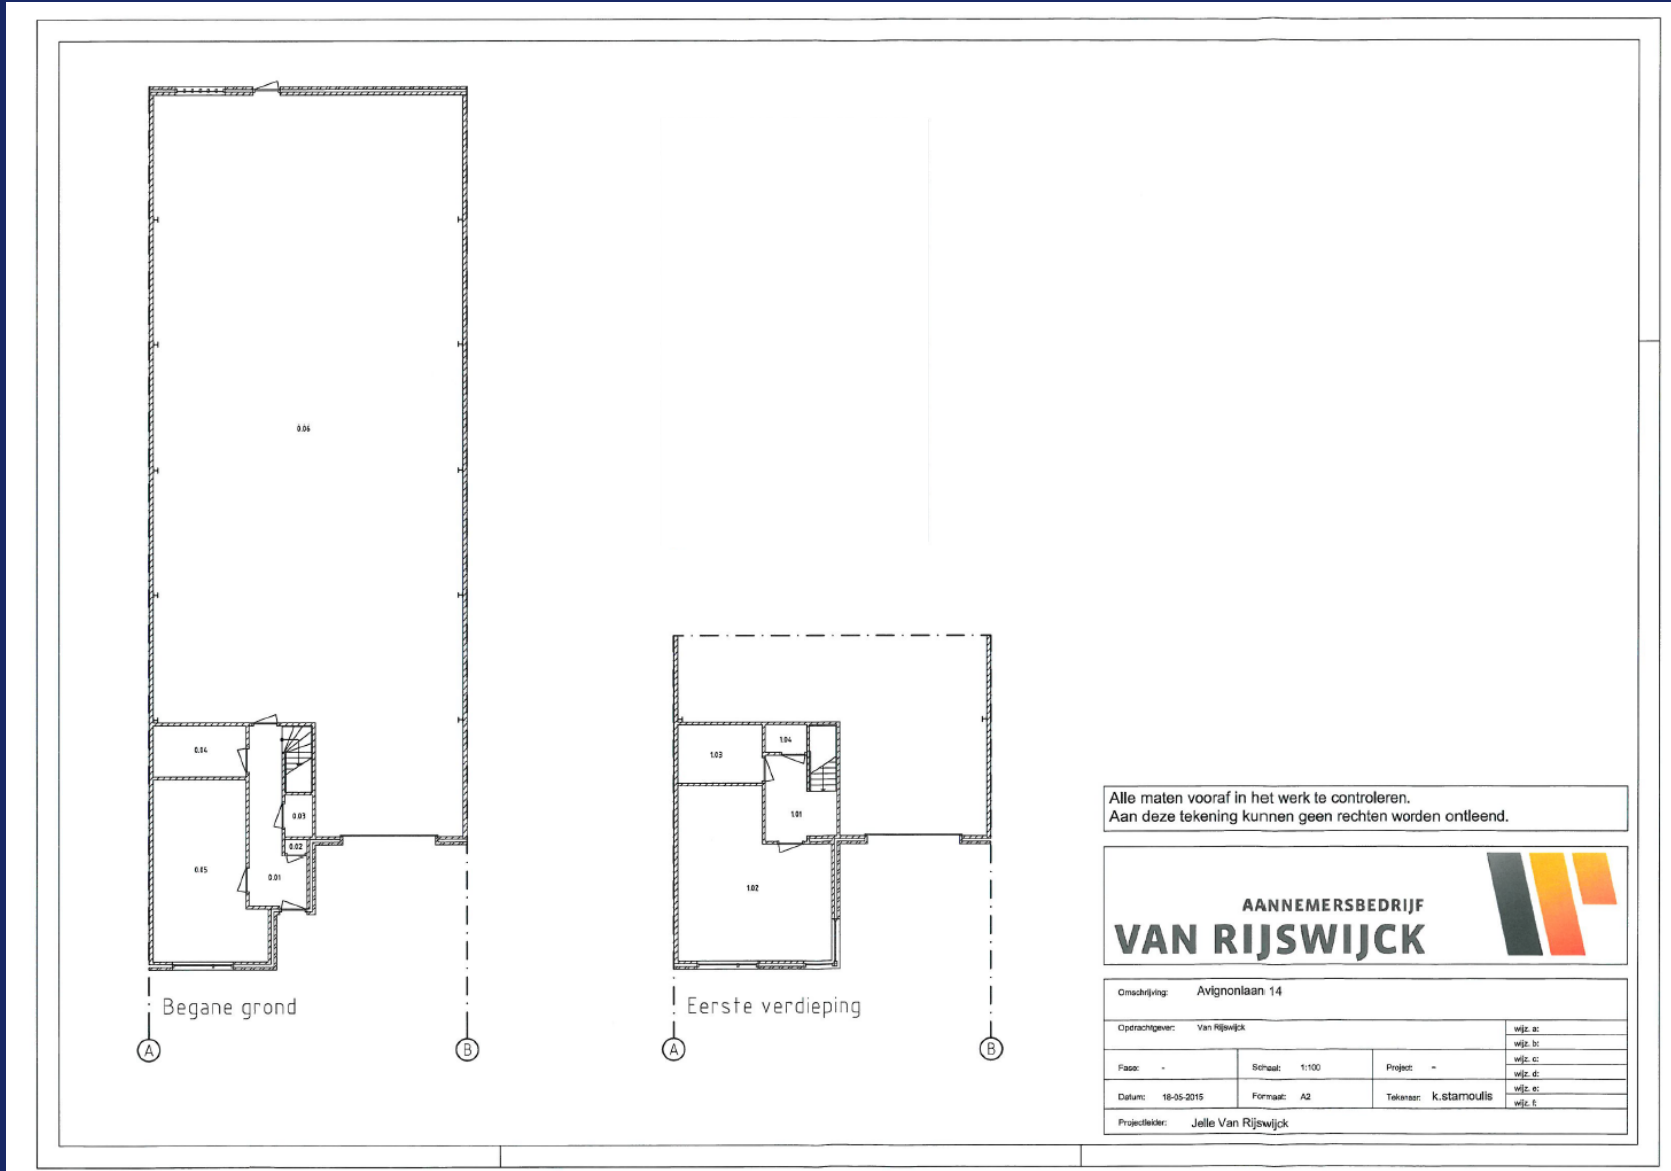 0.06
0.04
0.03
0.02
0.05
0.01
Begane grond
A
B
1.03
1.04
1.01
1.02
Eerste verdieping
A
B
Alle maten vooraf in het werk te controleren.
Aan deze tekening kunnen geen rechten worden ontleend.
AANNEMERSBEDRIJF
VAN RIJSWIJCK
Omschrijving: Avignonlaan 14
Opdrachtgever: Van Rijswijck
wijz. a:
wijz. b:
Fase: -
Schaal: 1:100
Project: -
wijz. c:
wijz. d:
Datum: 18-05-2015
Formaat: A2
Tekenaar: k.stamoulis
wijz. e:
wijz. f:
Projectleider: Jelle Van Rijswijck